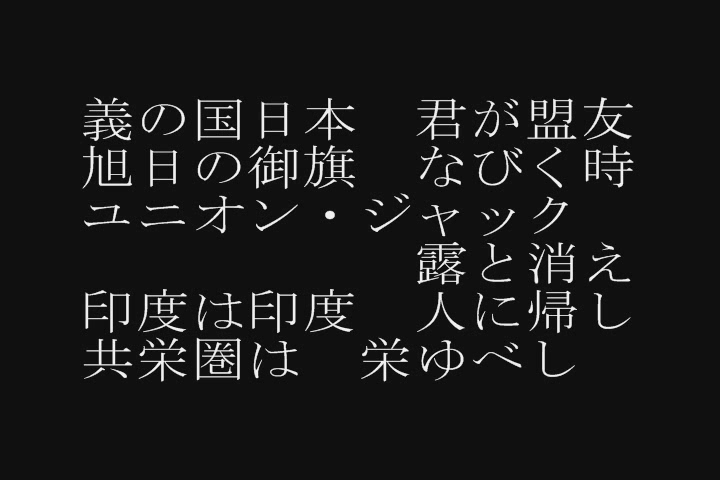 義の国日本　君が盟友
旭日の御旗　なびく時
ユニオン・ジャック
露と消え
印度は印度　人に帰し
共栄圏は　栄ゆべし